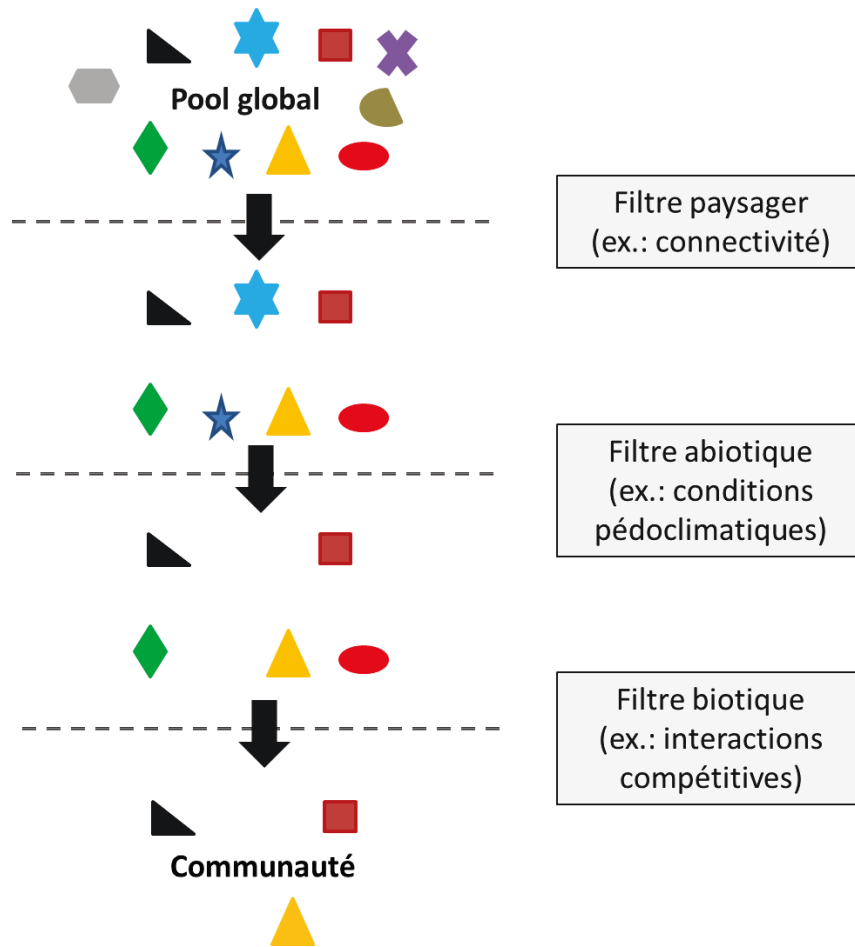 Pool global
Filtre paysager
(ex.: connectivité)
Filtre abiotique
(ex.: conditions
pédoclimatiques)
Filtre biotique
(ex.: interactions
compétitives)
Communauté